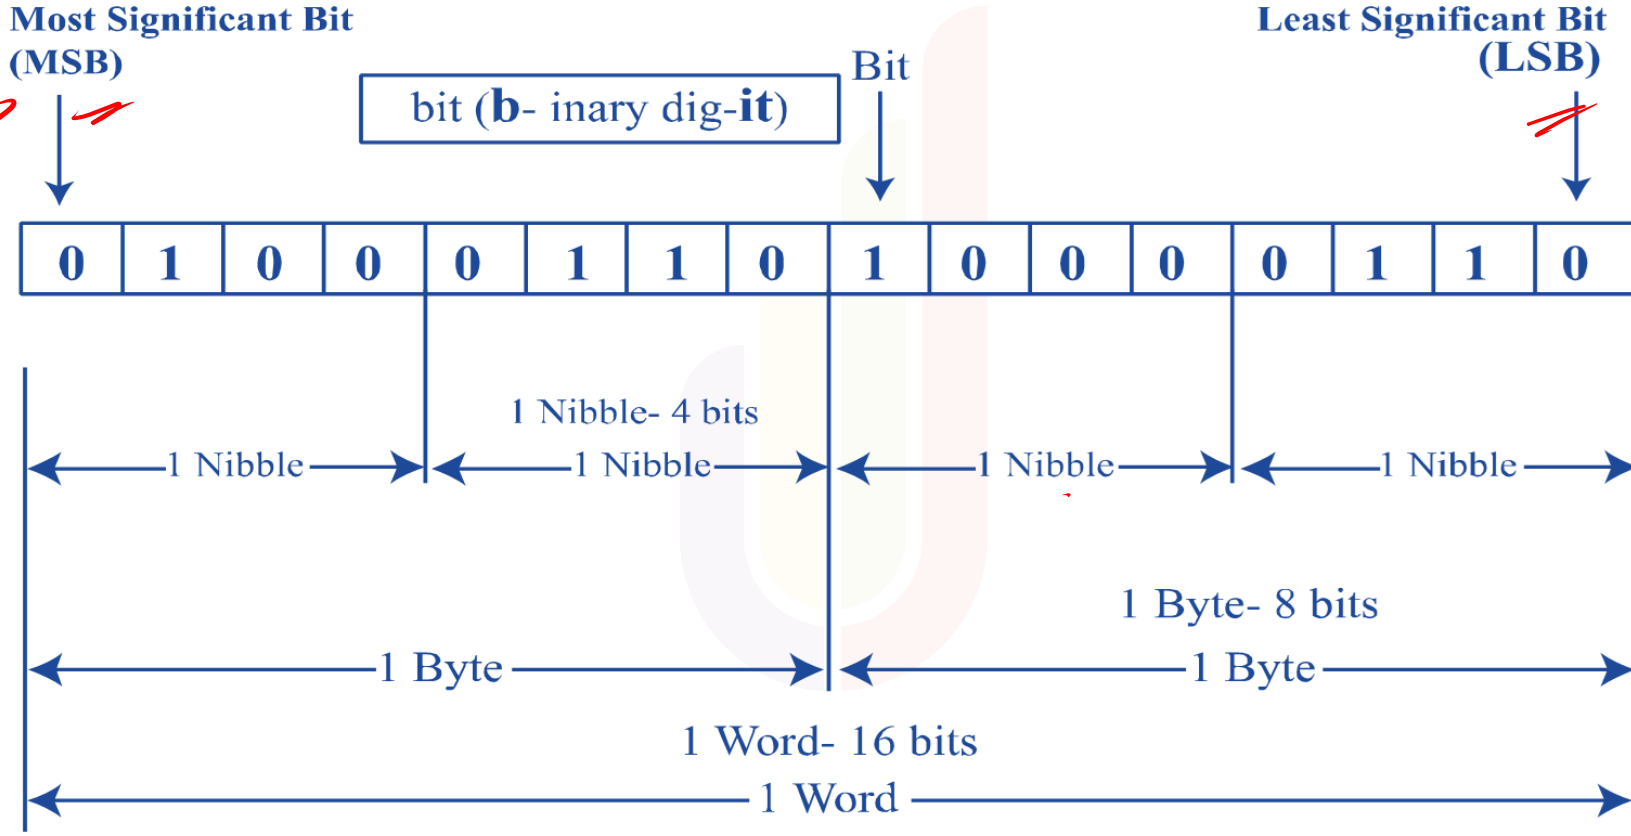 Most Significant Bit
(MSB)
Least Significant Bit
(LSB)
bit (b- inary dig-it)
Bit
0 1 0 0 0 1 1 0 1 0 0 0 0 1 1 0
1 Nibble- 4 bits
1 Nibble 1 Nibble 1 Nibble 1 Nibble
1 Byte- 8 bits
1 Byte 1 Byte
1 Word- 16 bits
1 Word